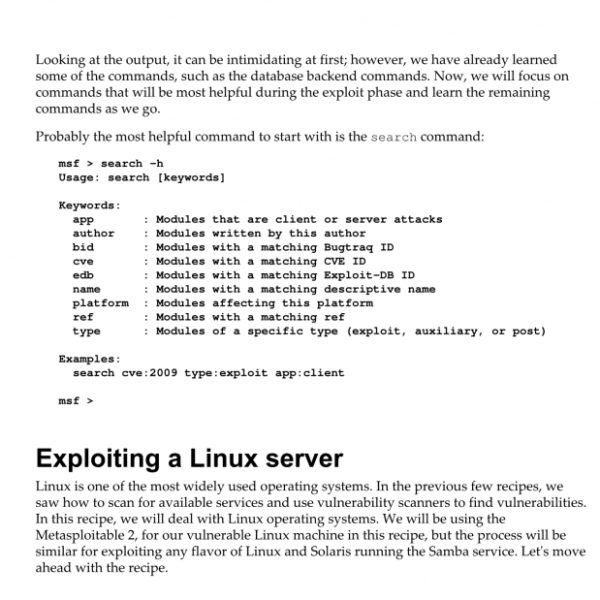 Looking at the output, it can be intimidating at first; however, we have already learned
some of the commands, such as the database backend commands. Now, we will focus on
commands that will be most helpful during the exploit phase and learn the remaining
commands as we go.
Probably the most helpful command to start with is the search command:
msf > search -h
Usage: search [keywords]
Keywords:
app : Modules that are client or server attacks
author : Modules written by this author
bid : Modules with a matching Bugtraq ID
cve : Modules with a matching CVE ID
edb : Modules with a matching Exploit-DB ID
name : Modules with a matching descriptive name
platform : Modules affecting this platform
ref : Modules with a matching ref
type : Modules of a specific type (exploit, auxiliary, or post)
Examples:
search cve:2009 type:exploit app:client
msf >
Exploiting a Linux server
Linux is one of the most widely used operating systems. In the previous few recipes, we
saw how to scan for available services and use vulnerability scanners to find vulnerabilities.
In this recipe, we will deal with Linux operating systems. We will be using the
Metasploitable 2, for our vulnerable Linux machine in this recipe, but the process will be
similar for exploiting any flavor of Linux and Solaris running the Samba service. Let's move
ahead with the recipe.